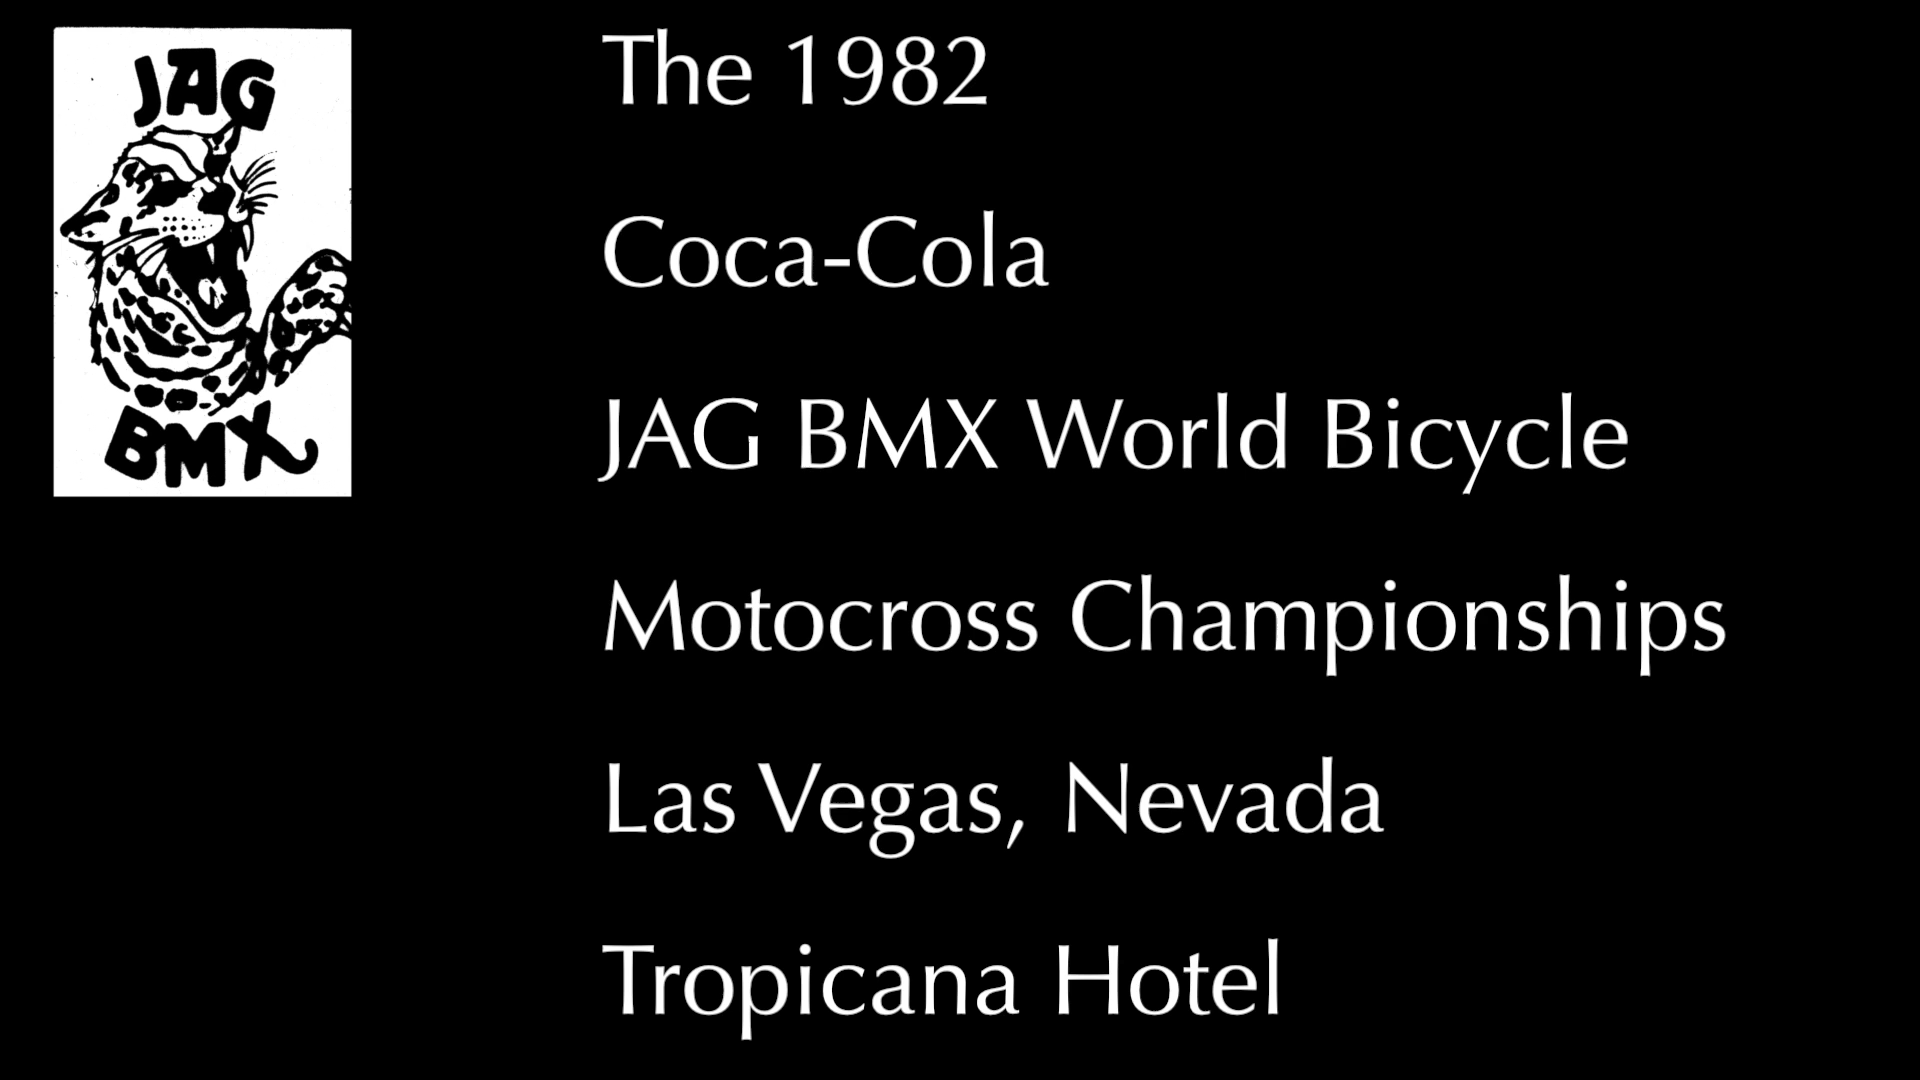 JAG
BMX
The 1982
Coca-Cola
JAG BMX World Bicycle
Motocross Championships
Las Vegas, Nevada
Tropicana Hotel